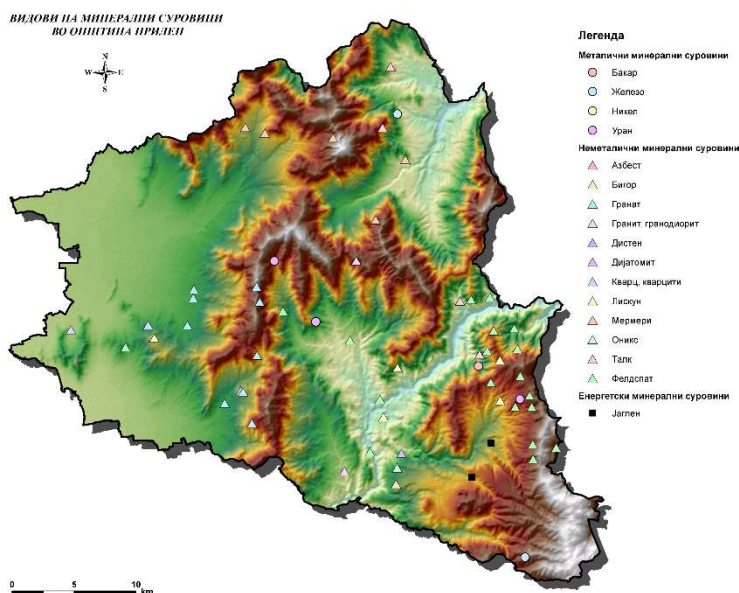 ВИДОВИ НА МИНЕРАЛНИ СУРОВИНИ
ВО ОПШТИНА ПРИЛЕП
N
W E
S
Легенда
Металични минерални суровини
Бакар
Железо
Никел
Уран
Неметалични минерални суровини
Азбест
Бигор
Гранат
Гранит, гранодиорит
Дистен
Дијатомит
Кварц, кварцити
Лискун
Мермери
Оникс
Талк
Фелдспат
Енергетски минерални суровини
Јаглен
0 5 10
km